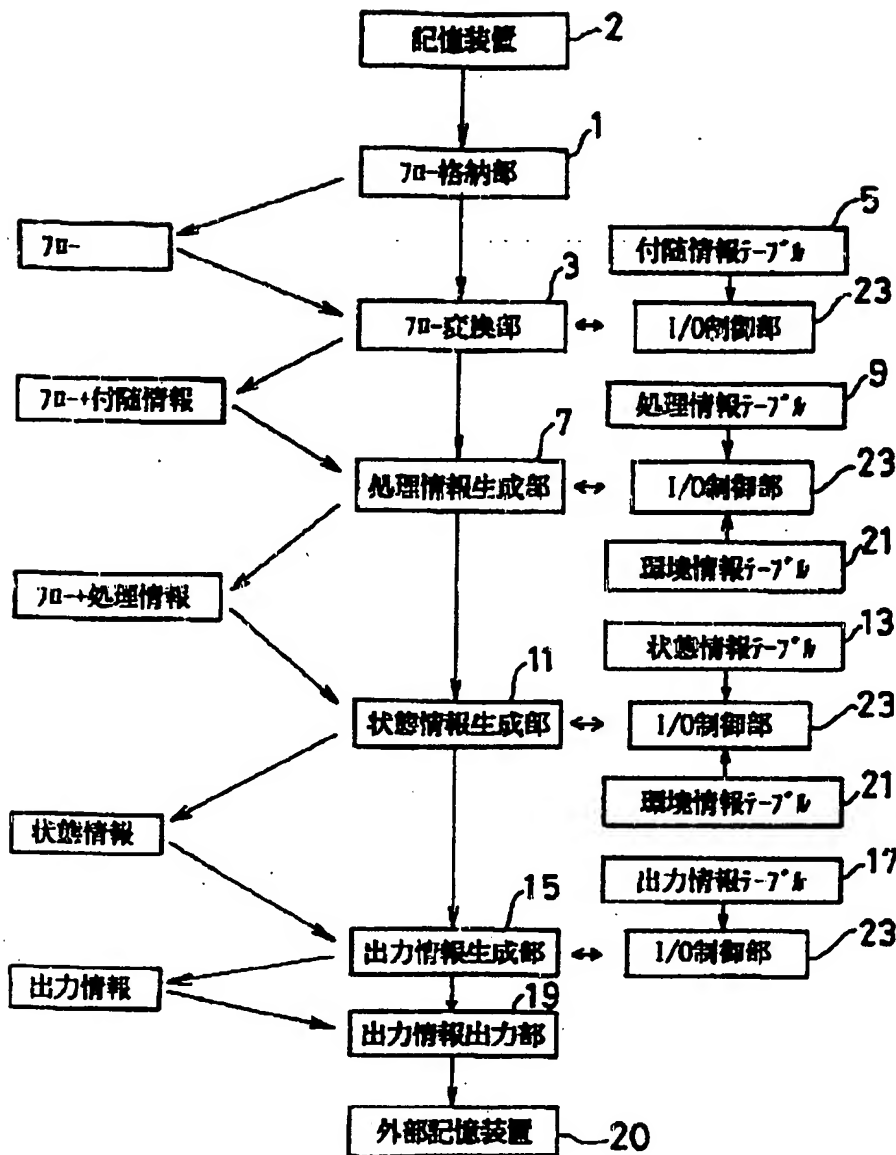 記憶装置
2
1
フロー格納部
5
フロー
付随情報テーブル
3
23
フロー変換部
I/O制御部
9
フロー+付随情報
処理情報テーブル
7
23
処理情報生成部
I/O制御部
21
フロー+処理情報
環境情報テーブル
13
状態情報テーブル
11
23
状態情報生成部
I/O制御部
21
環境情報テーブル
状態情報
17
出力情報テーブル
15
23
出力情報生成部
I/O制御部
出力情報
19
出力情報出力部
外部記憶装置
20